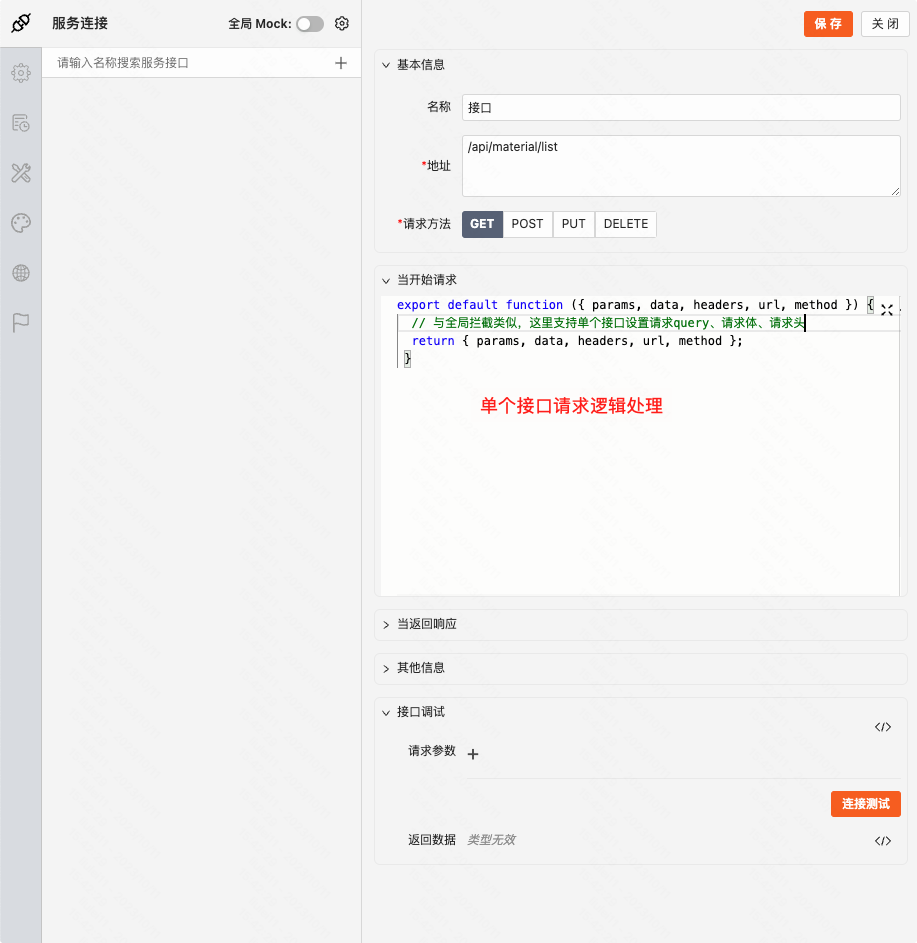 服务连接
全局 Mock:
请输入名称搜索服务接口
保 存
关 闭
基本信息
名称
接口
*地址
/api/material/list
*请求方法
GET
POST
PUT
DELETE
当开始请求
export default function ({ params, data, headers, url, method }) {
// 与全局拦截类似，这里支持单个接口设置请求query、请求体、请求头
return { params, data, headers, url, method };
}
单个接口请求逻辑处理
当返回响应
其他信息
接口调试
请求参数
连接测试
返回数据
类型无效